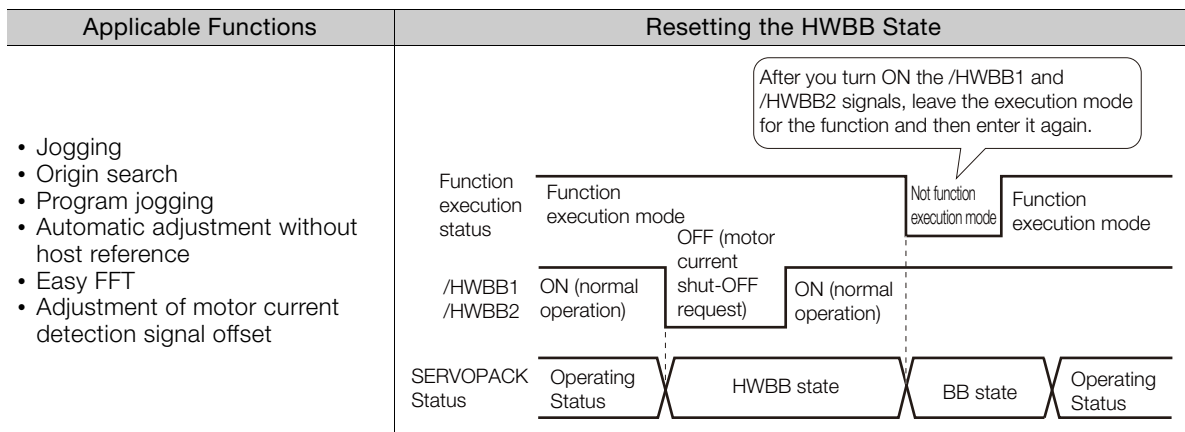 Applicable Functions
Resetting the HWBB State
• Jogging
• Origin search
• Program jogging
• Automatic adjustment without
host reference
• Easy FFT
• Adjustment of motor current
detection signal offset
After you turn ON the /HWBB1 and
/HWBB2 signals, leave the execution mode
for the function and then enter it again.
Function
execution
status
Function
execution mode
Not function
execution mode
Function
execution mode
/HWBB1
/HWBB2
ON (normal
operation)
OFF (motor
current
shut-OFF
request)
ON (normal
operation)
SERVOPACK
Status
Operating
Status
HWBB state
BB state
Operating
Status